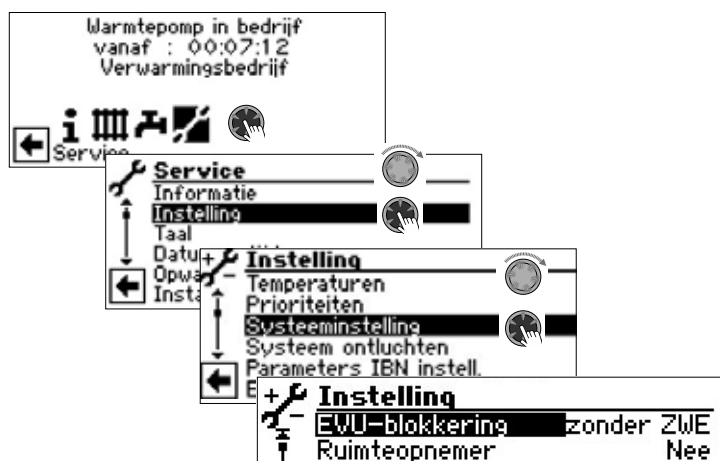 Warmtepomp in bedrijf
vanaf : 00:07:12
Verwarmingsbedrijf
Service
Service
Informatie
Instelling
Taal
Instelling
Temperaturen
Prioriteiten
Systeeminstelling
Systeem ontluchten
Parameters IBN instell.
Instelling
EVU-blokkering zonder ZWE
Ruimteopnemer Nee